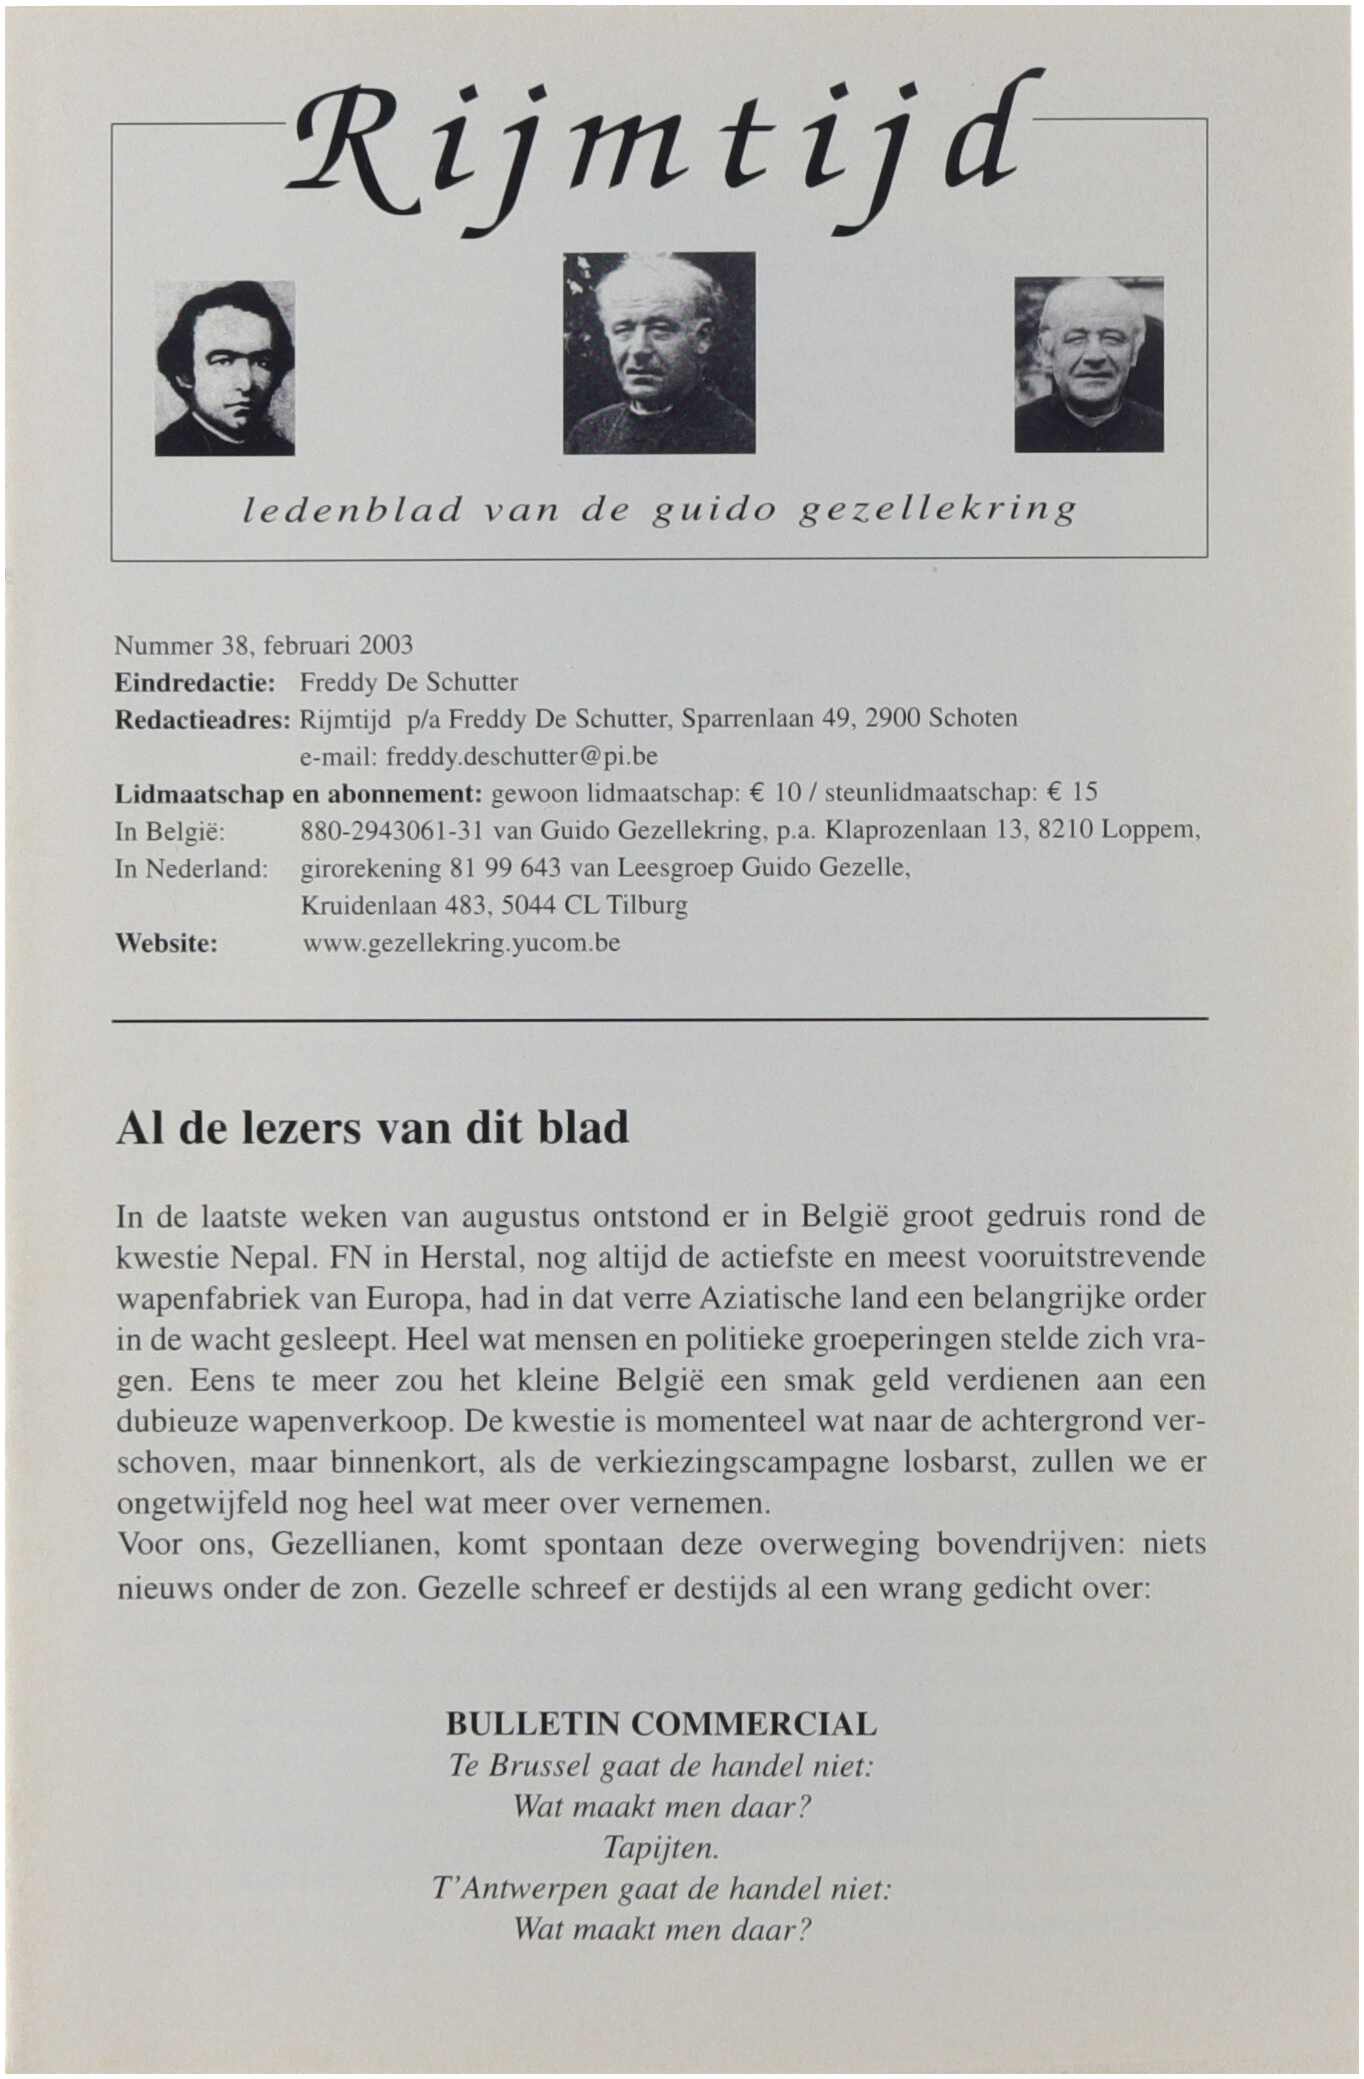 Rijmtijd
ledenblad van de guido gezellekring
Nummer 38, februari 2003
Eindredactie: Freddy De Schutter
Redactieadres: Rijmtijd p/a Freddy De Schutter, Sparrenlaan 49, 2900 Schoten
e-mail: freddy.deschutter@pi.be
Lidmaatschap en abonnement: gewoon lidmaatschap: € 10 / steunlidmaatschap: € 15
In België: 880-2943061-31 van Guido Gezellekring, p.a. Klaprozenlaan 13, 8210 Loppem,
In Nederland: girorekening 81 99 643 van Leesgroep Guido Gezelle,
Kruidenlaan 483, 5044 CL Tilburg
Website: www.gezellekring.yucom.be
Al de lezers van dit blad
In de laatste weken van augustus ontstond er in België groot gedruis rond de
kwestie Nepal. FN in Herstal, nog altijd de actiefste en meest vooruitstrevende
wapenfabriek van Europa, had in dat verre Aziatische land een belangrijke order
in de wacht gesleept. Heel wat mensen en politieke groeperingen stelde zich vra-
gen. Eens te meer zou het kleine België een smak geld verdienen aan een
dubieuze wapenverkoop. De kwestie is momenteel wat naar de achtergrond ver-
schoven, maar binnenkort, als de verkiezingscampagne losbarst, zullen we er
ongetwijfeld nog heel wat meer over vernemen.
Voor ons, Gezellianen, komt spontaan deze overweging bovendrijven: niets
nieuws onder de zon. Gezelle schreef er destijds al een wrang gedicht over:
BULLETIN COMMERCIAL
Te Brussel gaat de handel niet:
Wat maakt men daar?
Tapijten.
T'Antwerpen gaat de handel niet:
Wat maakt men daar?